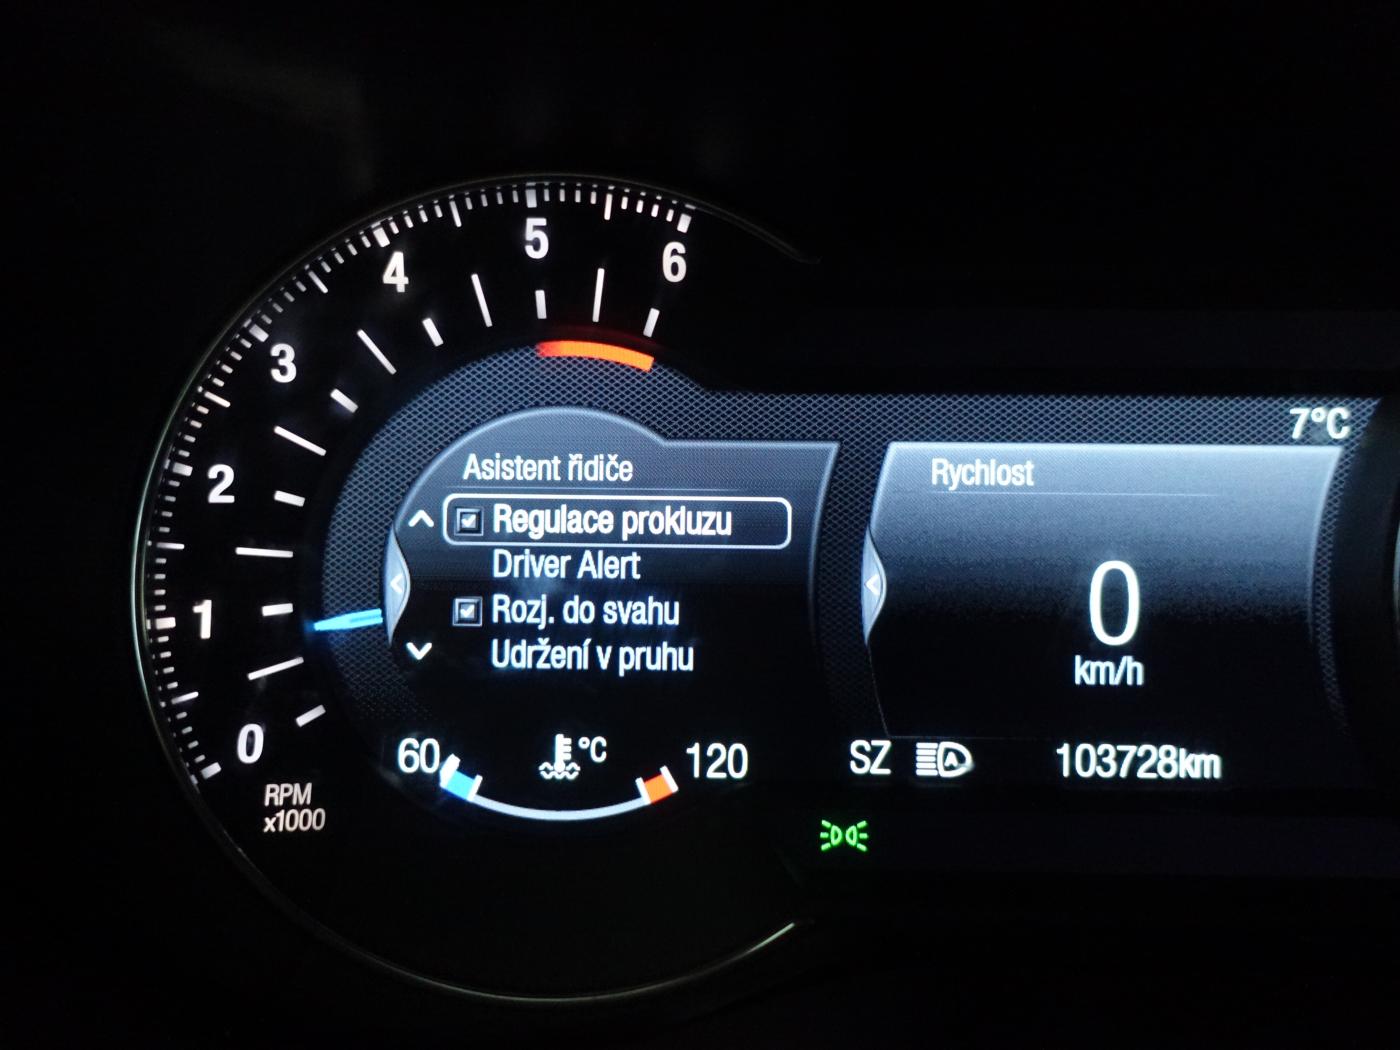 5
6
4
3
2
1
0
RPM
x1000
7°C
Asistent řidiče
Regulace prokluzu
Driver Alert
Rozj. do svahu
Udržení v pruhu
60
°C
120
Rychlost
0
km/h
SZ
A
103728km